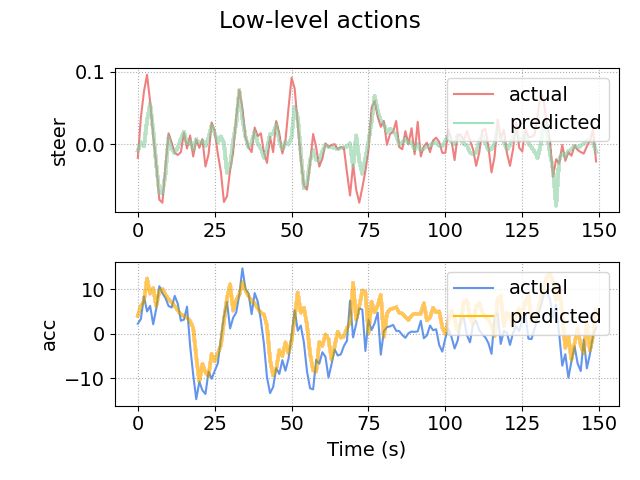 Low-level actions
0.1
0.0
steer
actual
predicted
0 25 50 75 100 125 150
10
0
−10
acc
actual
predicted
0 25 50 75 100 125 150
Time (s)